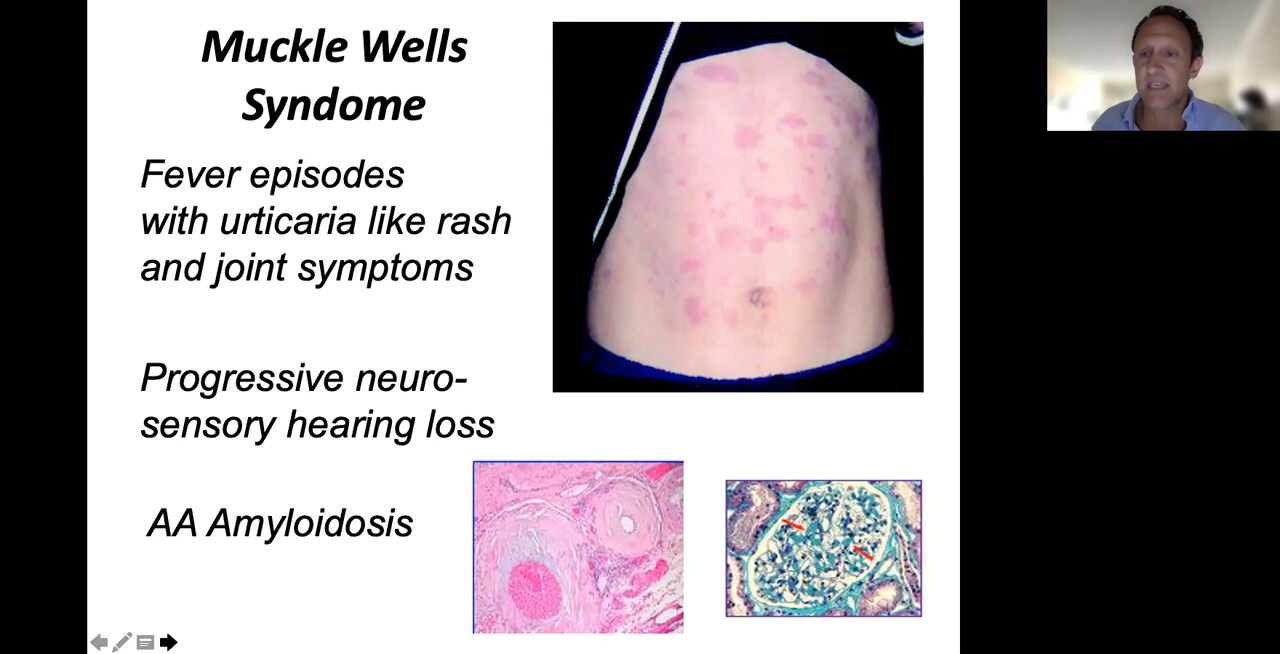 Muckle Wells
Syndome
Fever episodes
with urticaria like rash
and joint symptoms
Progressive neuro-
sensory hearing loss
AA Amyloidosis